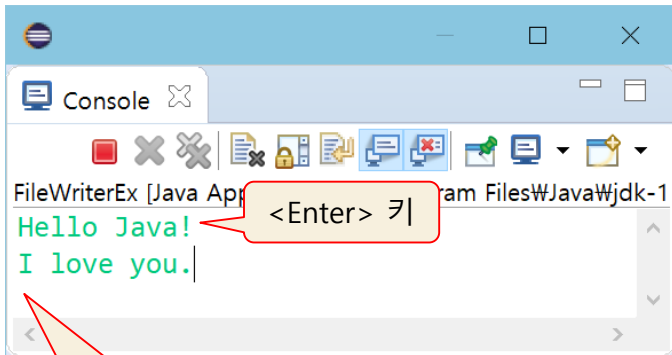 Console
FileWriterEx [Java App ram Files￦Java￦jdk-1
<Enter> 키
Hello Java!
I love you.